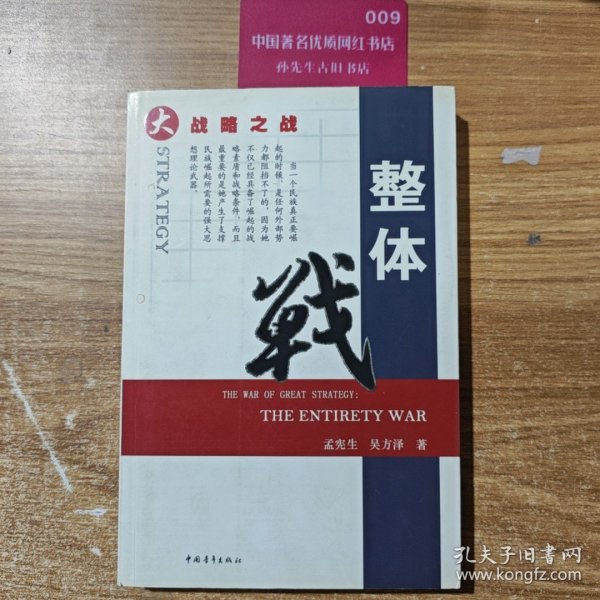 009
中国著名优质网红书店
孙先生古旧书店
大战略之战
STRATEGY
当一个民族真正要崛
起的时候，是任何外部势
力都阻挡不了的，因为她
不仅已经具备了崛起的战
略素质和战略条件，而且
最重要的是她产生了支撑
民族崛起所需要的强大思
想理论武器。
整体
戰
THE WAR OF GREAT STRATEGY:
THE ENTIRETY WAR
孟宪生 吴方泽 著
中国青年出版社
孔夫子旧书网
www.kongfz.com